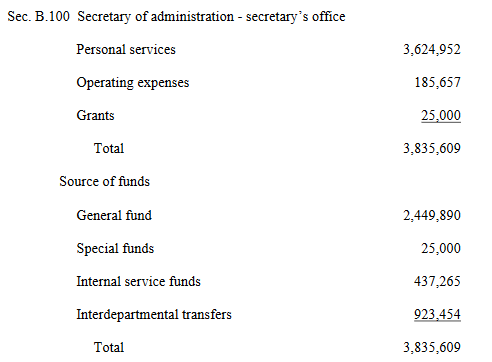 Sec. B.100 Secretary of administration - secretary’s office
Personal services 3,624,952
Operating expenses 185,657
Grants 25,000
Total 3,835,609
Source of funds
General fund 2,449,890
Special funds 25,000
Internal service funds 437,265
Interdepartmental transfers 923,454
Total 3,835,609